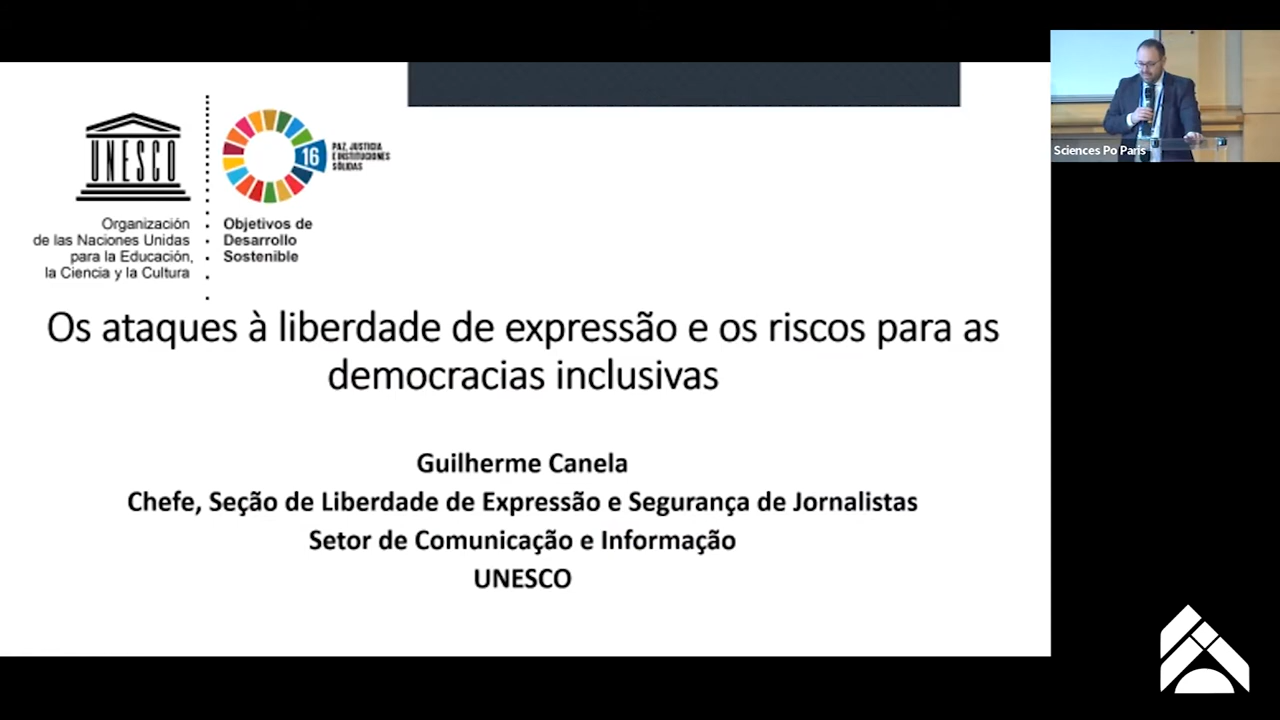 UNESCO
Organización
de las Naciones Unidas
para la Educación,
la Ciencia y la Cultura
16
PAZ, JUSTICIA
E INSTITUCIONES
SÓLIDAS
Objetivos de
Desarrollo
Sostenible
Os ataques à liberdade de expressão e os riscos para as
democracias inclusivas
Guilherme Canela
Chefe, Seção de Liberdade de Expressão e Segurança de Jornalistas
Setor de Comunicação e Informação
UNESCO
Sciences Po Paris